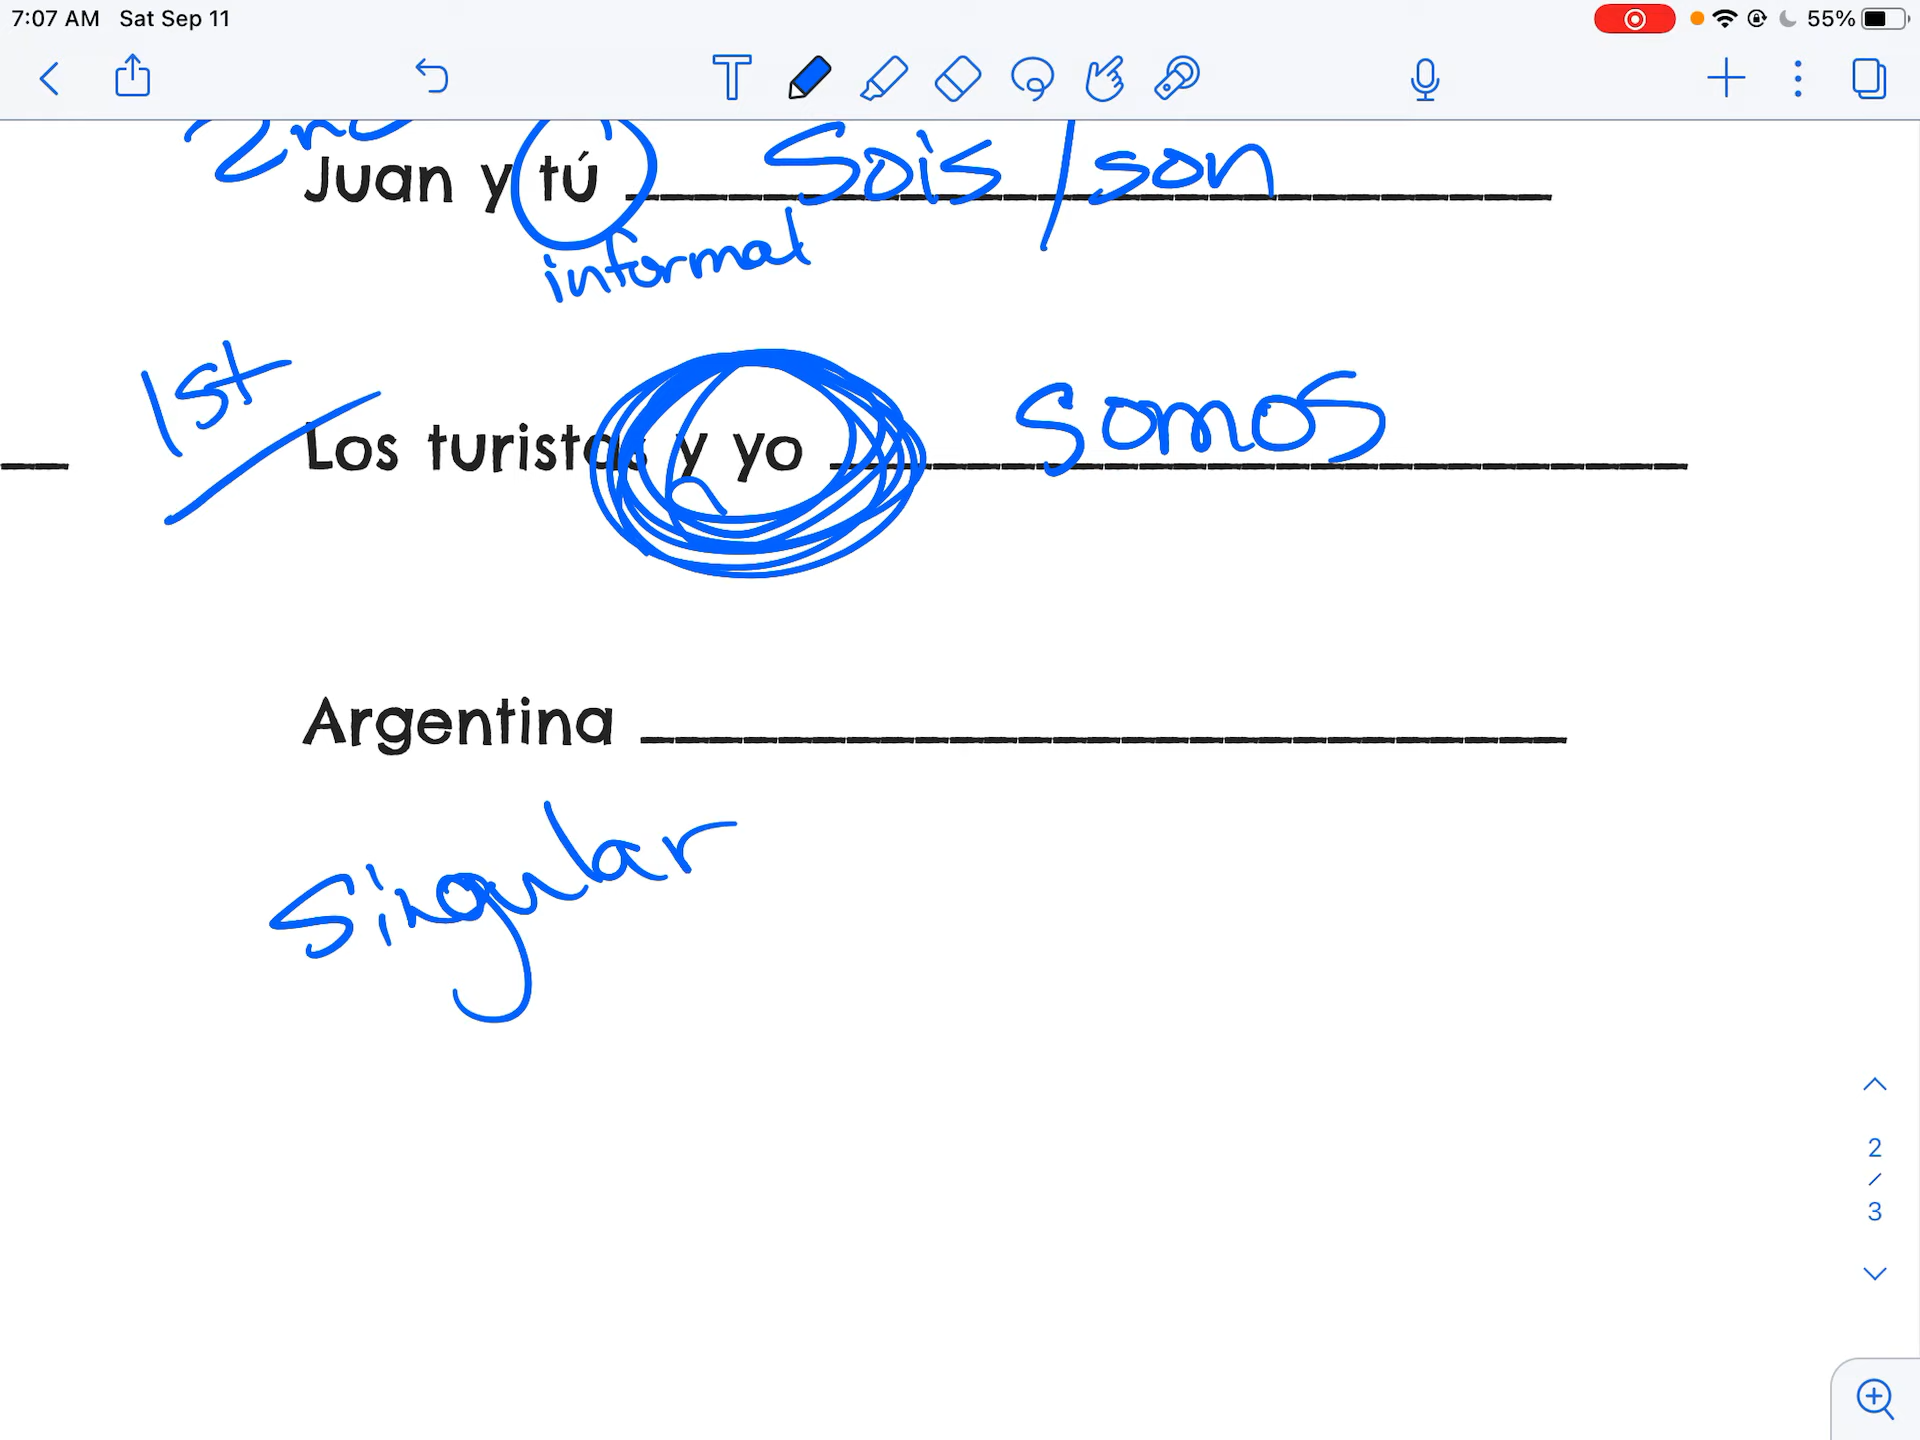 7:07 AM Sat Sep 11
55%
2nd
Juan y tú sois/son
informal
1st
Los turistas y yo somos
Argentina
singular
2
/
3